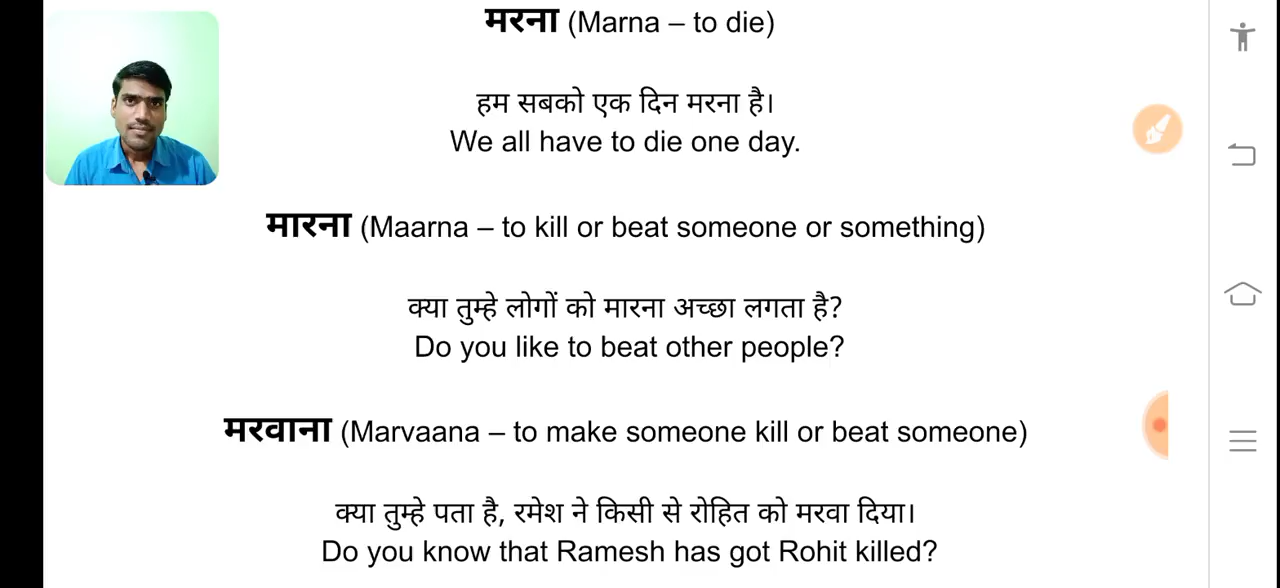 मरना (Marna – to die)
हम सबको एक दिन मरना है।
We all have to die one day.
मारना (Maarna – to kill or beat someone or something)
क्या तुम्हे लोगों को मारना अच्छा लगता है?
Do you like to beat other people?
मरवाना (Marvaana – to make someone kill or beat someone)
क्या तुम्हे पता है, रमेश ने किसी से रोहित को मरवा दिया।
Do you know that Ramesh has got Rohit killed?